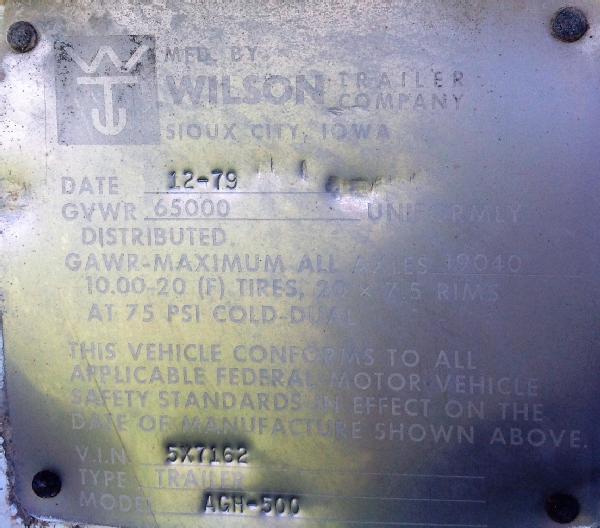 MFD. BY
WILSON TRAILER COMPANY
SIOUX CITY, IOWA
DATE 12-79
GVWR 65000 UNIFORMLY
DISTRIBUTED.
GAWR-MAXIMUM ALL AXLES 19040
10.00-20 (F) TIRES, 20 x 7.5 RIMS
AT 75 PSI COLD-DUAL
THIS VEHICLE CONFORMS TO ALL
APPLICABLE FEDERAL MOTOR VEHICLE
SAFETY STANDARDS IN EFFECT ON THE
DATE OF MANUFACTURE SHOWN ABOVE.
V.I.N. 5X7162
TYPE TRAILER
MODEL AGH-500